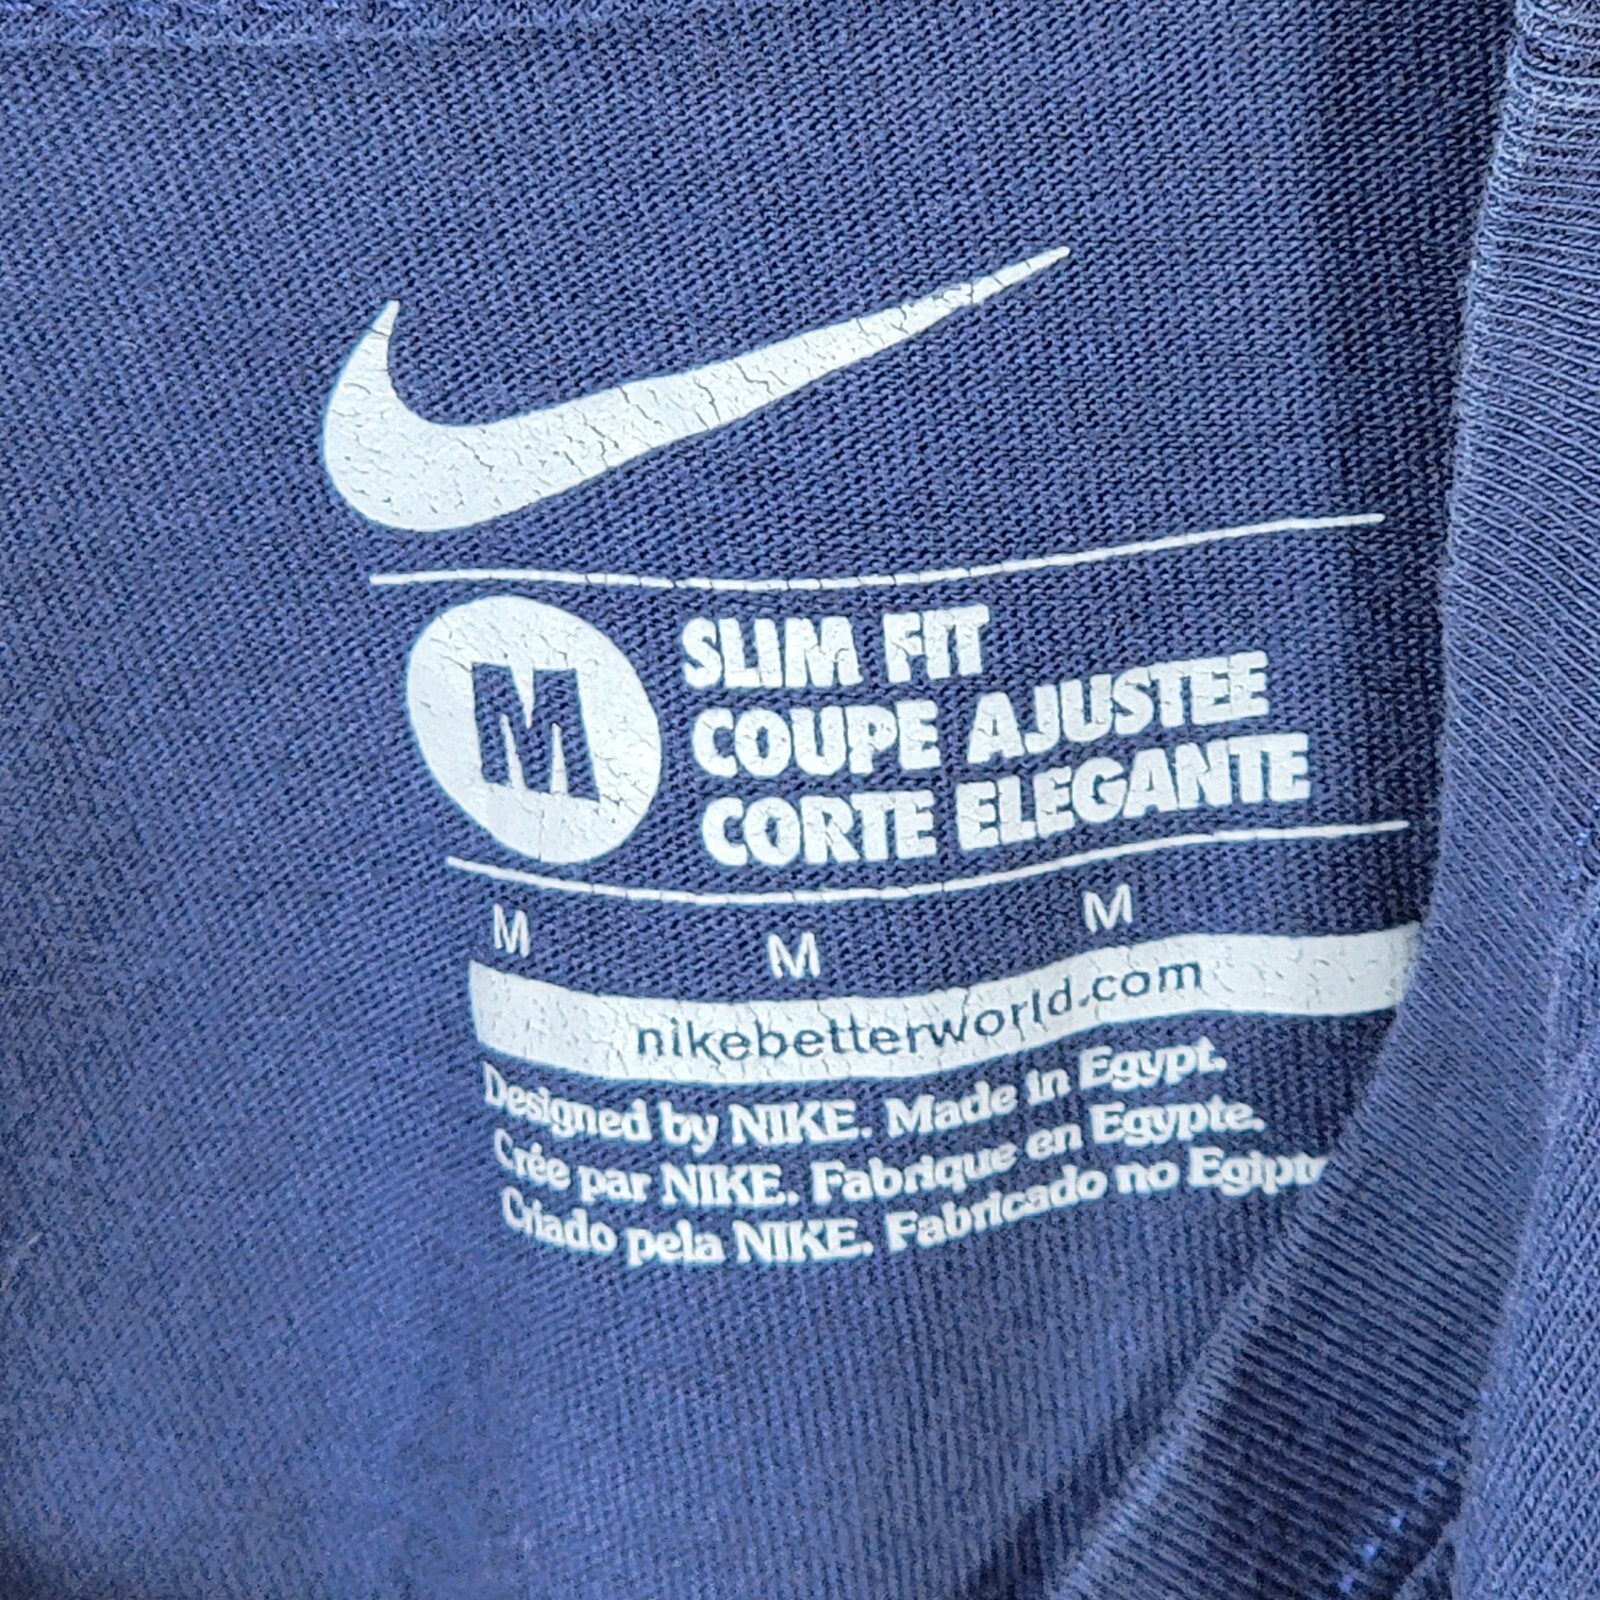 M
SLIM FIT
COUPE AJUSTEE
CORTE ELEGANTE
M M M
nikebetterworld.com
Designed by NIKE. Made in Egypt.
Crée par NIKE. Fabrique en Egypte.
Criado pela NIKE. Fabricado no